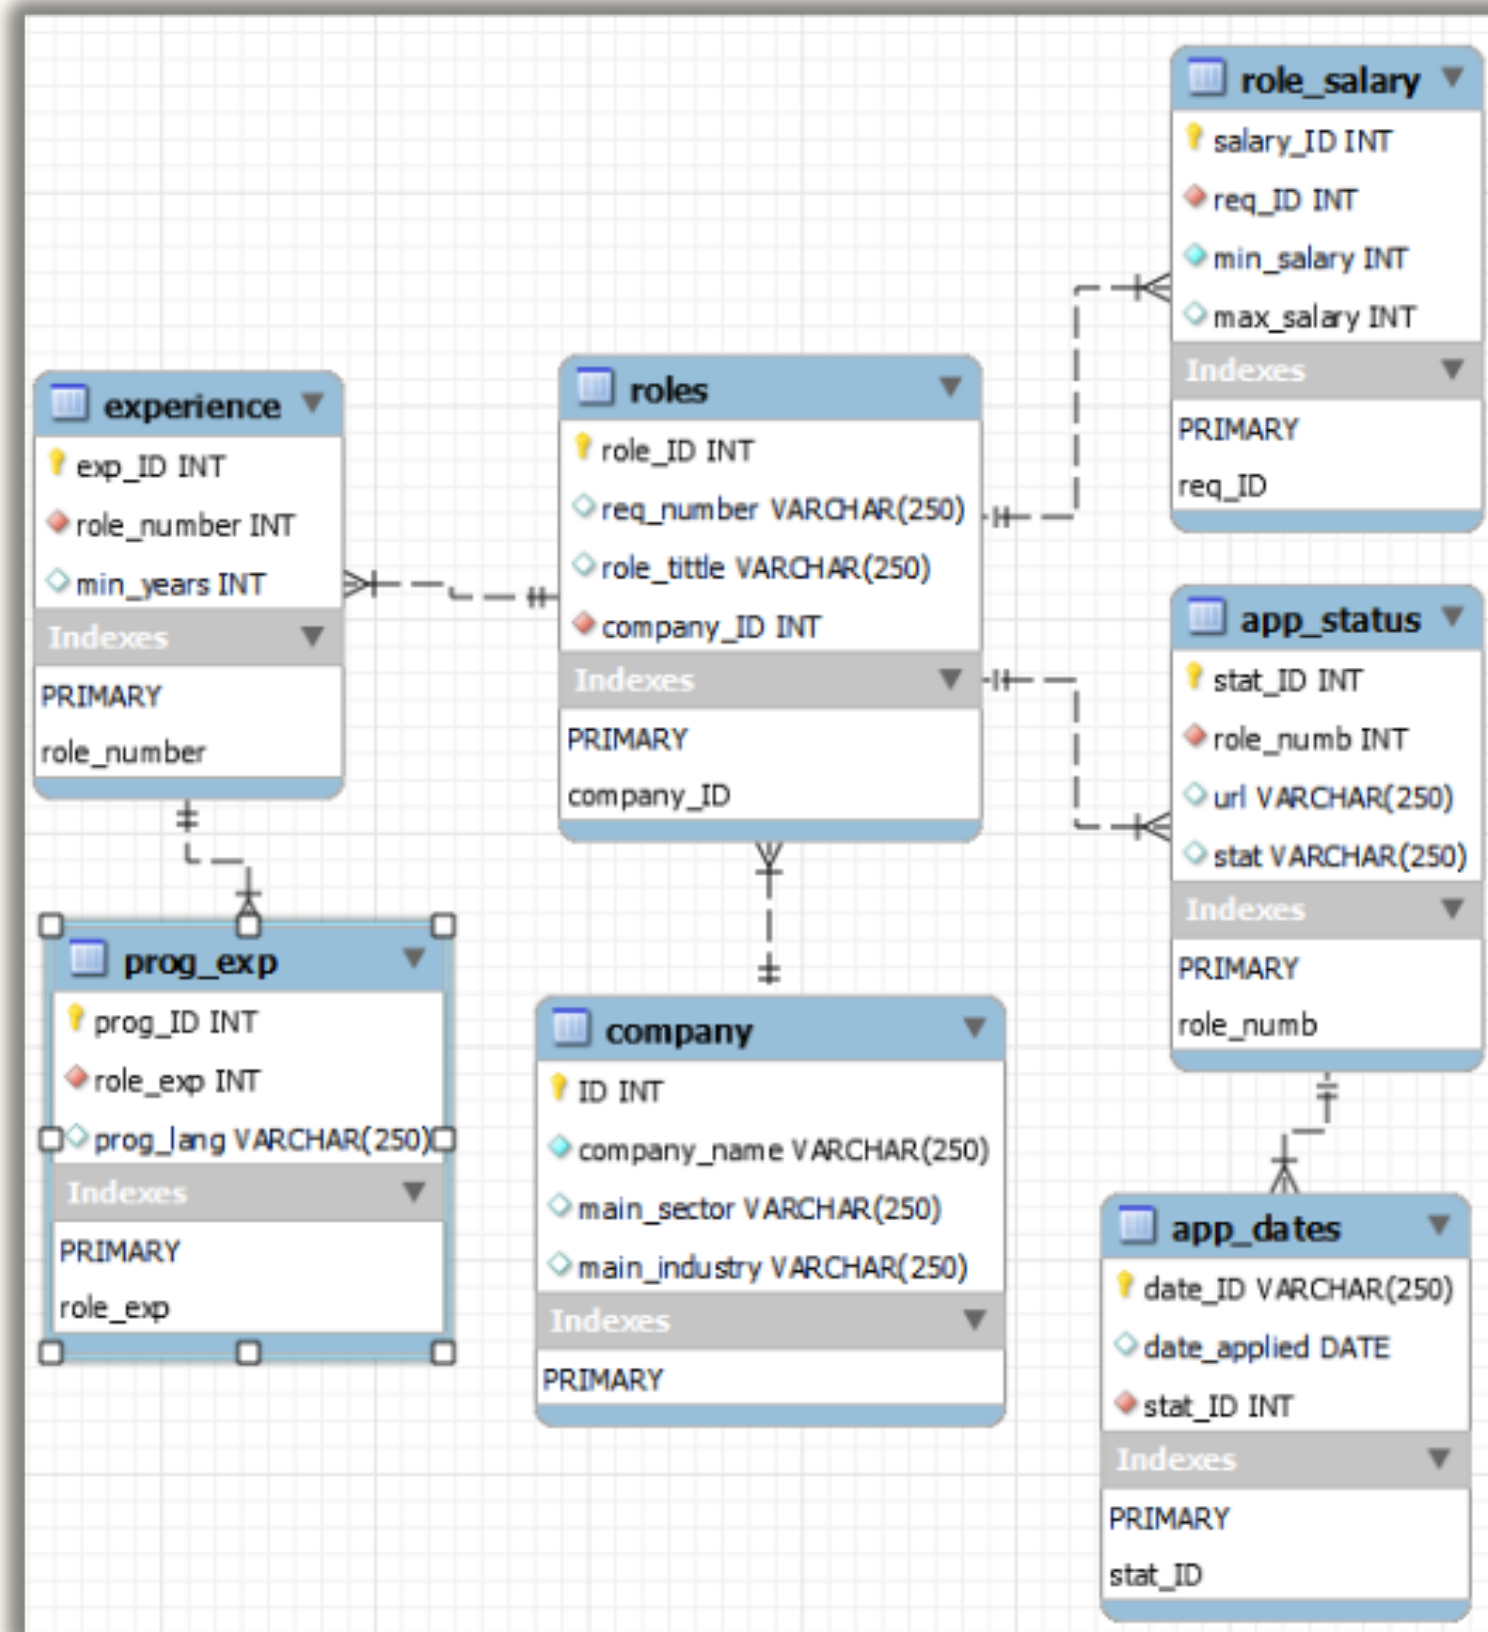 role_salary
salary_ID INT
req_ID INT
min_salary INT
max_salary INT
Indexes
PRIMARY
req_ID
experience
exp_ID INT
role_number INT
min_years INT
Indexes
PRIMARY
role_number
roles
role_ID INT
req_number VARCHAR(250)
role_tittle VARCHAR(250)
company_ID INT
Indexes
PRIMARY
company_ID
app_status
stat_ID INT
role_numb INT
url VARCHAR(250)
stat VARCHAR(250)
Indexes
PRIMARY
role_numb
prog_exp
prog_ID INT
role_exp INT
prog_lang VARCHAR(250)
Indexes
PRIMARY
role_exp
company
ID INT
company_name VARCHAR(250)
main_sector VARCHAR(250)
main_industry VARCHAR(250)
Indexes
PRIMARY
app_dates
date_ID VARCHAR(250)
date_applied DATE
stat_ID INT
Indexes
PRIMARY
stat_ID